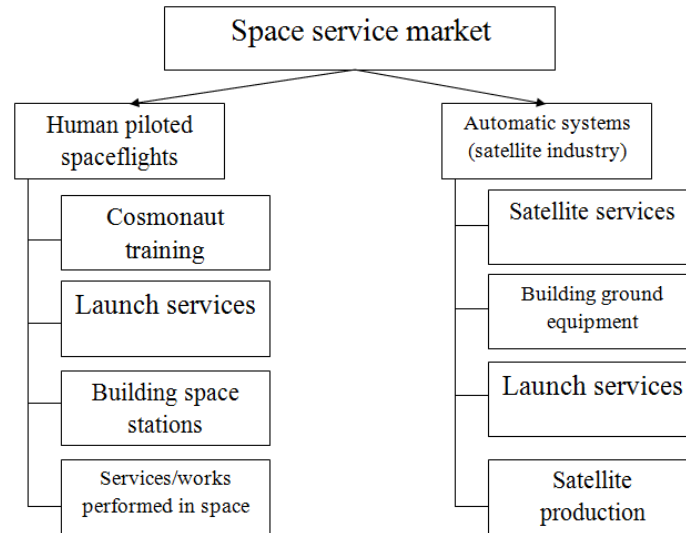 Space service market
Human piloted
spaceflights
Cosmonaut
training
Launch services
Building space
stations
Services/works
performed in space
Automatic systems
(satellite industry)
Satellite services
Building ground
equipment
Launch services
Satellite
production